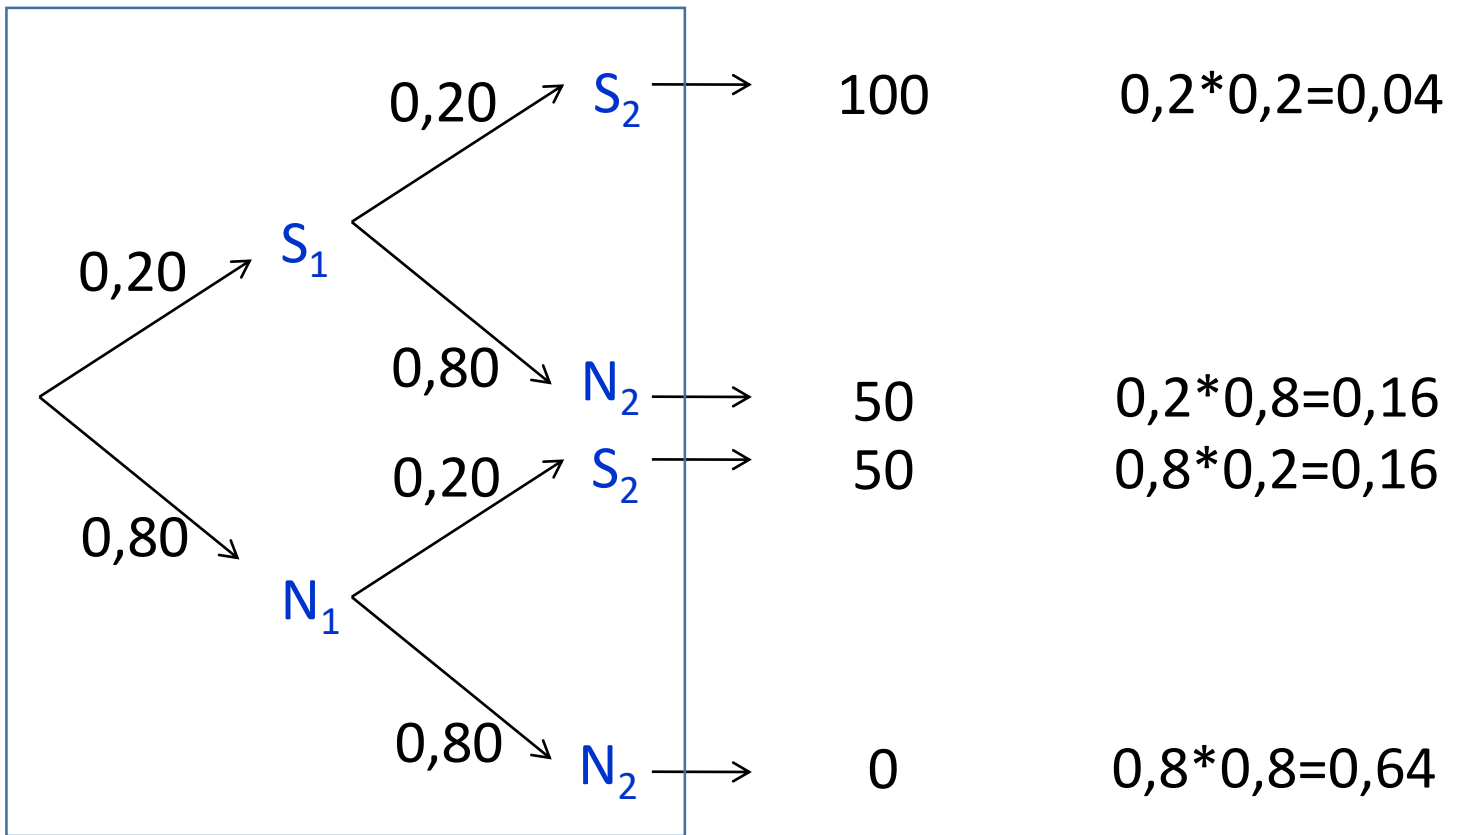 0,20 S₂ 100 0,2*0,2=0,04
0,20 S₁
0,80 N₂ 50 0,2*0,8=0,16
0,20 S₂ 50 0,8*0,2=0,16
0,80
N₁
0,80 N₂ 0 0,8*0,8=0,64